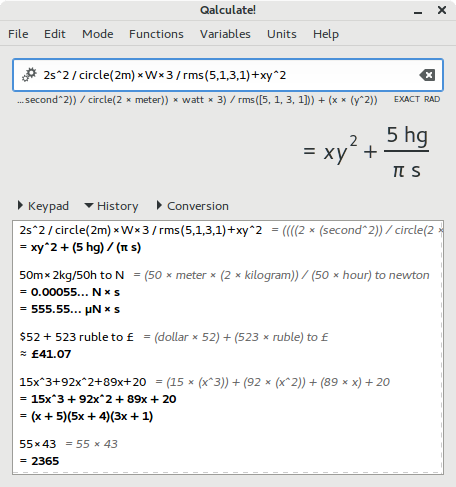 Qalculate!
File Edit Mode Functions Variables Units Help
2s^2 / circle(2m)×W×3 / rms(5,1,3,1)+xy^2
...second^2)) / circle(2 × meter)) × watt × 3) / rms([5, 1, 3, 1])) + (x × (y^2)) EXACT RAD
= xy² + 5 hg / π s
Keypad History Conversion
2s^2 / circle(2m)×W×3 / rms(5,1,3,1)+xy^2 = ((((2 × (second^2)) / circle(2 ×
= xy^2 + (5 hg) / (π s)
50m×2kg/50h to N = (50 × meter × (2 × kilogram)) / (50 × hour) to newton
= 0.00055... N × s
= 555.55... µN × s
$52 + 523 ruble to £ = (dollar × 52) + (523 × ruble) to £
≈ £41.07
15x^3+92x^2+89x+20 = (15 × (x^3)) + (92 × (x^2)) + (89 × x) + 20
= 15x^3 + 92x^2 + 89x + 20
= (x + 5)(5x + 4)(3x + 1)
55×43 = 55 × 43
= 2365